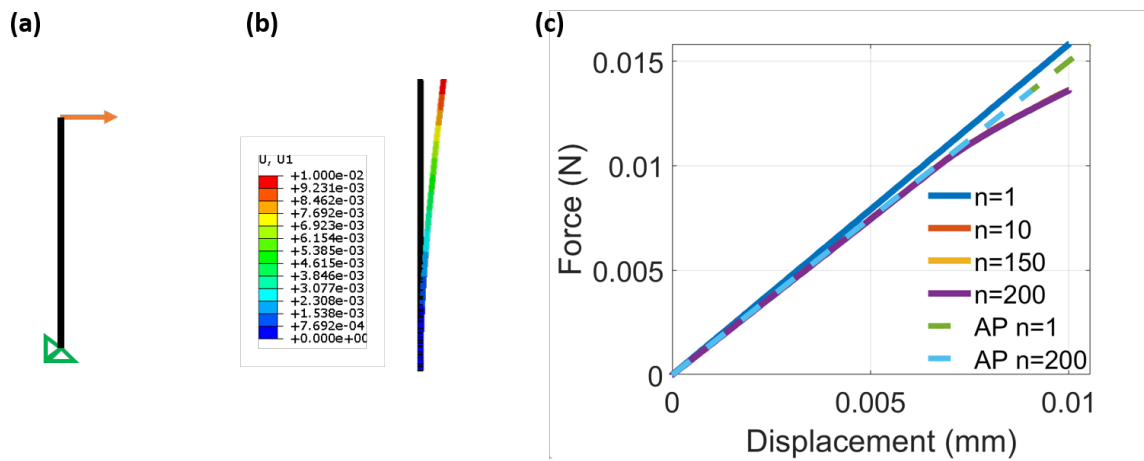 (a)
(b)
(c)
U, U1
+1.000e-02
+9.231e-03
+8.462e-03
+7.692e-03
+6.923e-03
+6.154e-03
+5.385e-03
+4.615e-03
+3.846e-03
+3.077e-03
+2.308e-03
+1.538e-03
+7.692e-04
+0.000e+00
Force (N)
0.015
0.01
0.005
0
0
0.005
0.01
Displacement (mm)
n=1
n=10
n=150
n=200
AP n=1
AP n=200